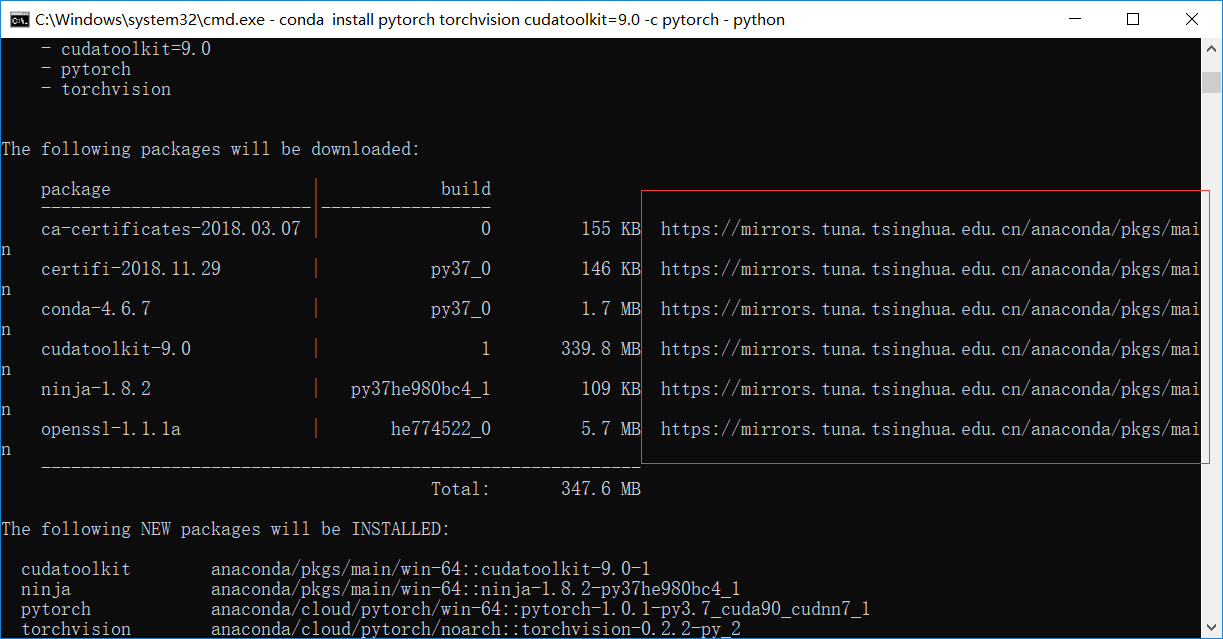 C:\Windows\system32\cmd.exe - conda  install pytorch torchvision cudatoolkit=9.0 -c pytorch - python
- cudatoolkit=9.0
- pytorch
- torchvision
The following packages will be downloaded:
package | build
---------------------------|-----------------
ca-certificates-2018.03.07 | 0 155 KB https://mirrors.tuna.tsinghua.edu.cn/anaconda/pkgs/mai
n
certifi-2018.11.29 | py37_0 146 KB https://mirrors.tuna.tsinghua.edu.cn/anaconda/pkgs/mai
n
conda-4.6.7 | py37_0 1.7 MB https://mirrors.tuna.tsinghua.edu.cn/anaconda/pkgs/mai
n
cudatoolkit-9.0 | 1 339.8 MB https://mirrors.tuna.tsinghua.edu.cn/anaconda/pkgs/mai
n
ninja-1.8.2 | py37he980bc4_1 109 KB https://mirrors.tuna.tsinghua.edu.cn/anaconda/pkgs/mai
n
openssl-1.1.1a | he774522_0 5.7 MB https://mirrors.tuna.tsinghua.edu.cn/anaconda/pkgs/mai
n
------------------------------------------------------------
Total: 347.6 MB
The following NEW packages will be INSTALLED:
cudatoolkit anaconda/pkgs/main/win-64::cudatoolkit-9.0-1
ninja anaconda/pkgs/main/win-64::ninja-1.8.2-py37he980bc4_1
pytorch anaconda/cloud/pytorch/win-64::pytorch-1.0.1-py3.7_cuda90_cudnn7_1
torchvision anaconda/cloud/pytorch/noarch::torchvision-0.2.2-py_2